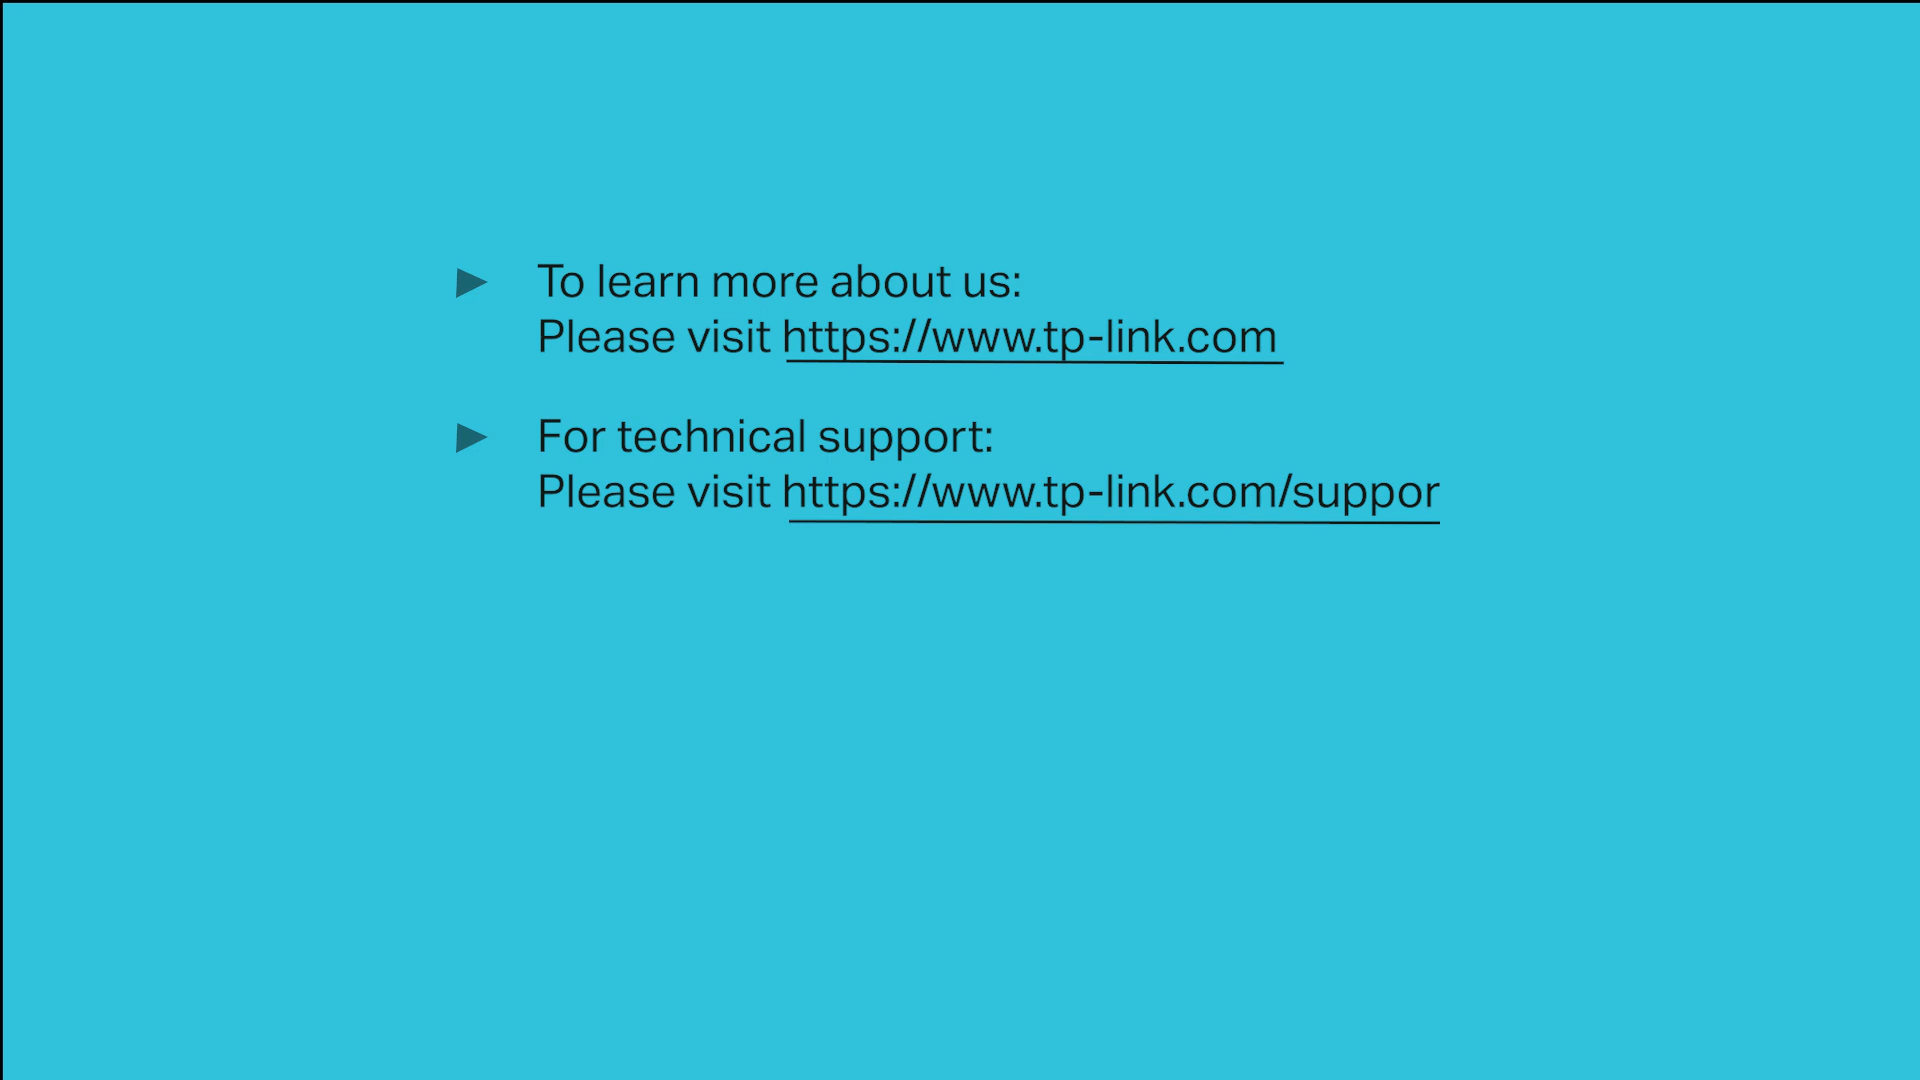 To learn more about us:
Please visit https://www.tp-link.com
For technical support:
Please visit https://www.tp-link.com/suppor